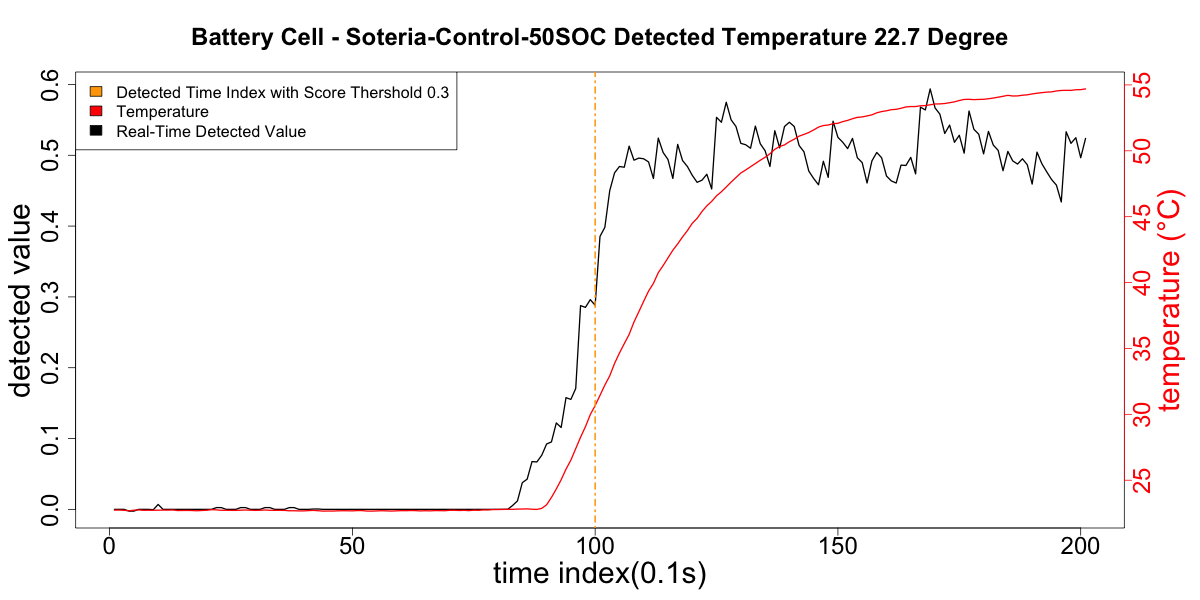 Battery Cell - Soteria-Control-50SOC Detected Temperature 22.7 Degree
Detected Time Index with Score Thershold 0.3
Temperature
Real-Time Detected Value
detected value
0.6
0.5
0.4
0.3
0.2
0.1
0.0
55
50
45
40
35
30
25
temperature (°C)
0 50 100 150 200
time index(0.1s)